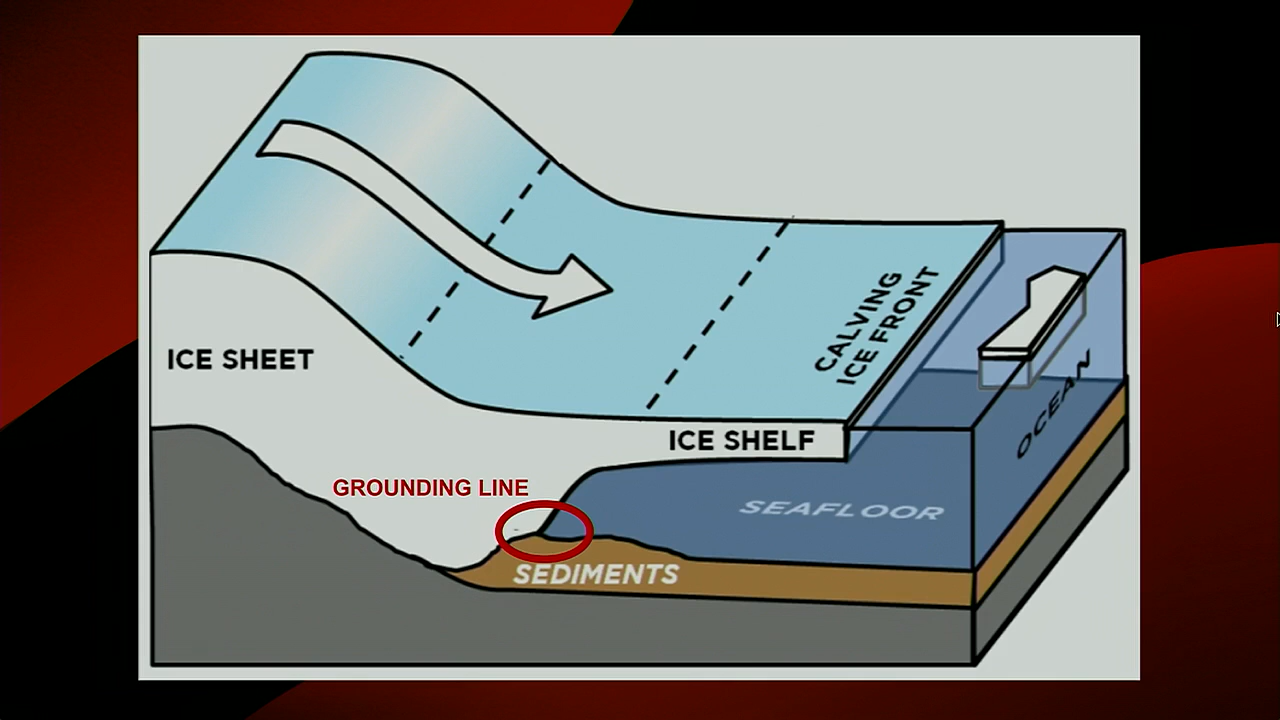 CALVING
ICE FRONT
ICE SHEET
OCEAN
ICE SHELF
GROUNDING LINE
SEAFLOOR
SEDIMENTS